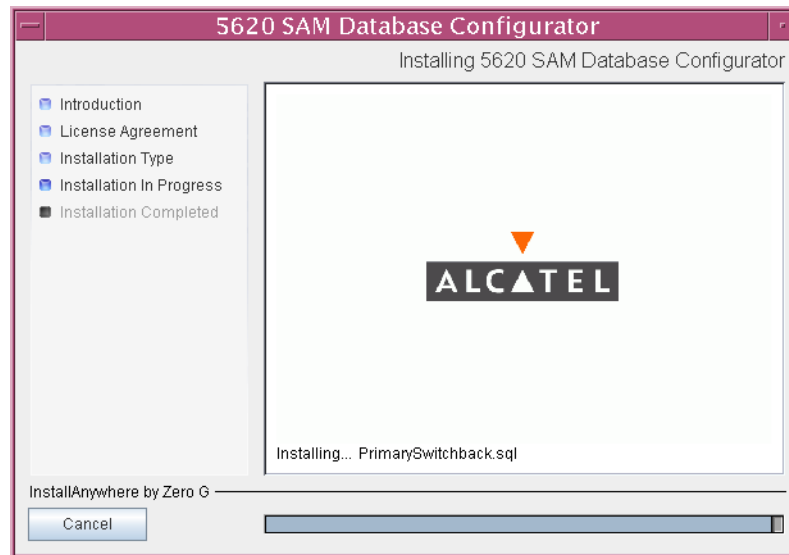 5620 SAM Database Configurator
Installing 5620 SAM Database Configurator
Introduction
License Agreement
Installation Type
Installation In Progress
Installation Completed
ALCATEL
Installing... PrimarySwitchback.sql
InstallAnywhere by Zero G
Cancel